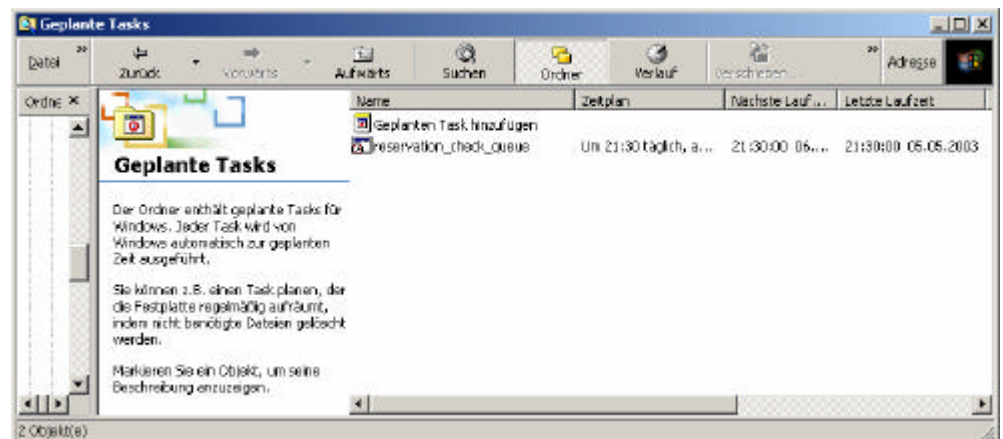 Geplante Tasks
Datei
Zurück
Vorwärts
Aufwärts
Suchen
Ordner
Verlauf
Verschieben...
Adresse
Ordne
Geplante Tasks
Der Ordner enthält geplante Tasks für
Windows. Jeder Task wird von
Windows automatisch zur geplanten
Zeit ausgeführt.
Sie können z.B. einen Task planen, der
die Festplatte regelmäßig aufräumt,
indem nicht benötigte Dateien gelöscht
werden.
Markieren Sie ein Objekt, um seine
Beschreibung anzuzeigen.
Name Zeitplan Nächste Lauf... Letzte Laufzeit
Geplanten Task hinzufügen
reservation_check_queue Um 21:30 täglich, a... 21:30:00 06.... 21:30:00 05.05.2003
2 Objekt(e)